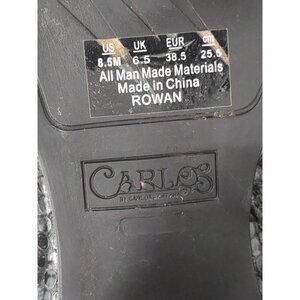 US UK EUR cm
8.5M 6.5 38.5 25.5
All Man Made Materials
Made in China
ROWAN
CARLOS
BY